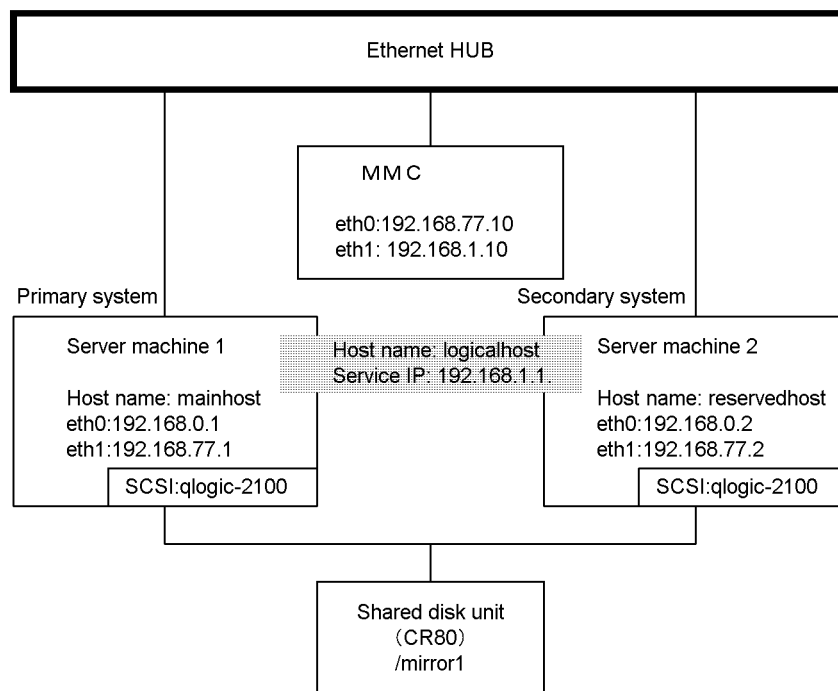 Ethernet HUB
ＭＭＣ
eth0:192.168.77.10
eth1: 192.168.1.10
Primary system
Secondary system
Server machine 1
Host name: mainhost
eth0:192.168.0.1
eth1:192.168.77.1
SCSI:qlogic-2100
Host name: logicalhost
Service IP: 192.168.1.1.
Server machine 2
Host name: reservedhost
eth0:192.168.0.2
eth1:192.168.77.2
SCSI:qlogic-2100
Shared disk unit
（CR80）
/mirror1